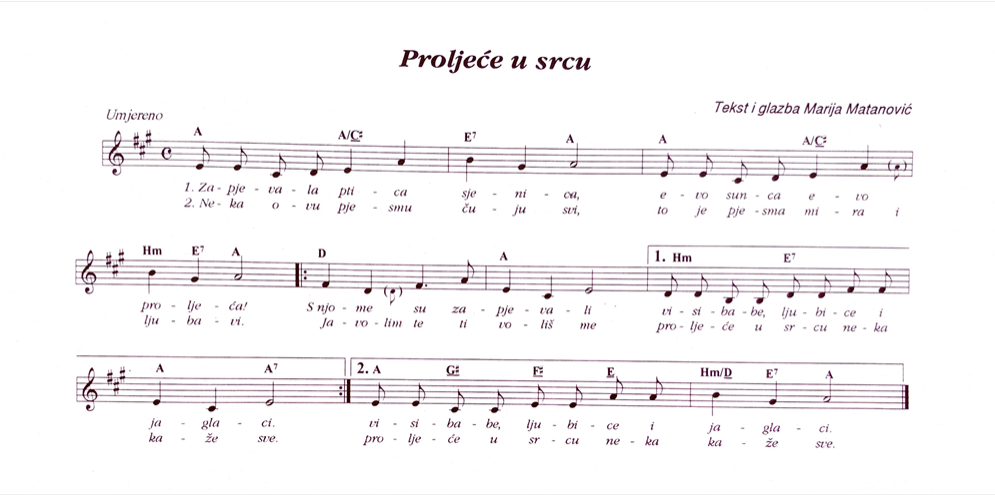 Proljeće u srcu
Tekst i glazba Marija Matanović
Umjereno
A A/C♯ E7 A A A/C♯
1. Za - pje - va - la pti - ca sje - ni - ca, e - vo sun - ca e - vo
2. Ne - ka o - vu pje - smu ču - ju svi, to je pje - sma mi - ra i
Hm E7 A D A 1. Hm E7
pro - lje - ća! S njo - me su za - pje - va - li vi - si - ba - be, lju - bi - ce i
lju - ba - vi. Ja - vo - lim te ti vo - liš me pro - lje - će u sr - cu ne - ka
A A7 2. A G♯ F♯ E Hm/D E7 A
ja - gla - ci. vi - si - ba - be, lju - bi - ce i ja - gla - ci.
ka - že sve. pro - lje - će u sr - cu ne - ka ka - že sve.